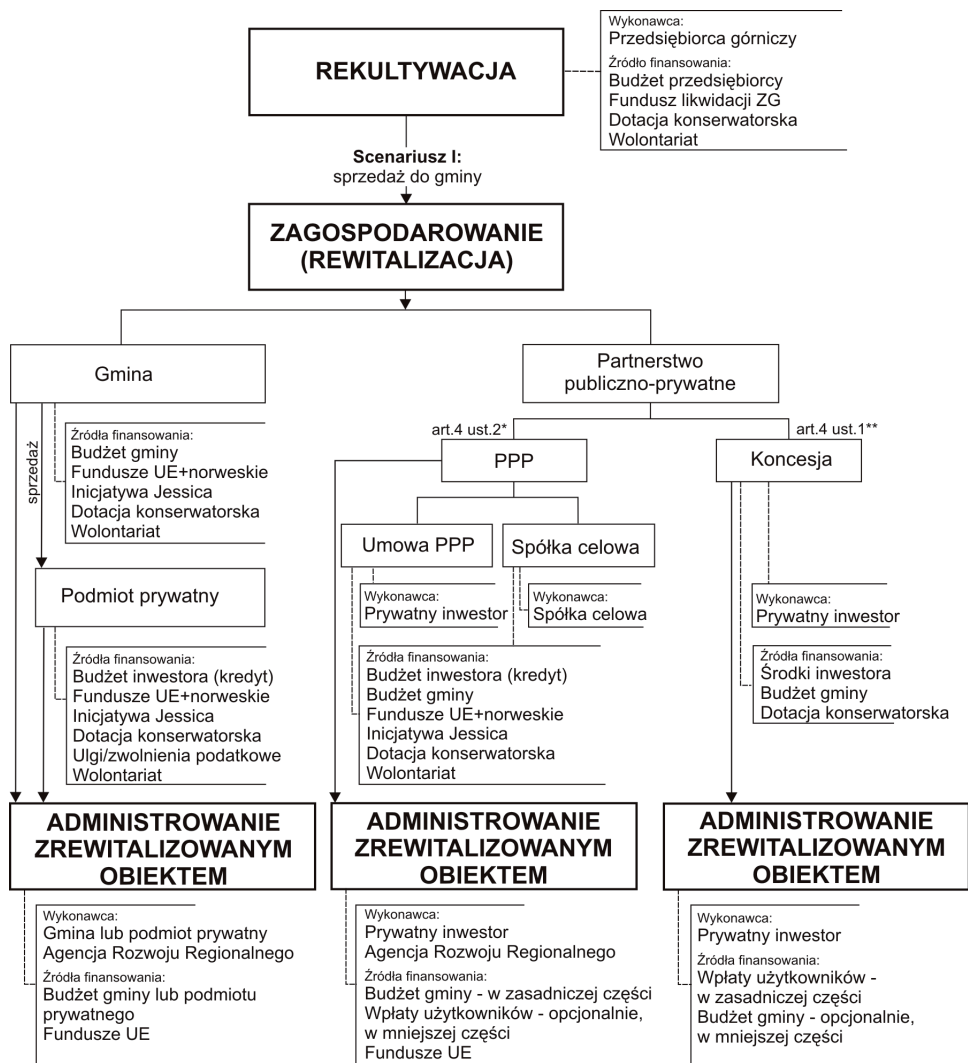 REKULTYWACJA
Wykonawca:
Przedsiębiorca górniczy
Źródło finansowania:
Budżet przedsiębiorcy
Fundusz likwidacji ZG
Dotacja konserwatorska
Wolontariat
Scenariusz I:
sprzedaż do gminy
ZAGOSPODAROWANIE
(REWITALIZACJA)
Gmina
sprzedaż
Źródła finansowania:
Budżet gminy
Fundusze UE+norweskie
Inicjatywa Jessica
Dotacja konserwatorska
Wolontariat
Podmiot prywatny
Źródła finansowania:
Budżet inwestora (kredyt)
Fundusze UE+norweskie
Inicjatywa Jessica
Dotacja konserwatorska
Ulgi/zwolnienia podatkowe
Wolontariat
Partnerstwo
publiczno-prywatne
art.4 ust.2*
PPP
Umowa PPP
Spółka celowa
Wykonawca:
Prywatny inwestor
Wykonawca:
Spółka celowa
Źródła finansowania:
Budżet inwestora (kredyt)
Budżet gminy
Fundusze UE+norweskie
Inicjatywa Jessica
Dotacja konserwatorska
Wolontariat
art.4 ust.1**
Koncesja
Wykonawca:
Prywatny inwestor
Źródła finansowania:
Środki inwestora
Budżet gminy
Dotacja konserwatorska
ADMINISTROWANIE
ZREWITALIZOWANYM
OBIEKTEM
Wykonawca:
Gmina lub podmiot prywatny
Agencja Rozwoju Regionalnego
Źródła finansowania:
Budżet gminy lub podmiotu
prywatnego
Fundusze UE
ADMINISTROWANIE
ZREWITALIZOWANYM
OBIEKTEM
Wykonawca:
Prywatny inwestor
Agencja Rozwoju Regionalnego
Źródła finansowania:
Budżet gminy - w zasadniczej części
Wpłaty użytkowników - opcjonalnie,
w mniejszej części
Fundusze UE
ADMINISTROWANIE
ZREWITALIZOWANYM
OBIEKTEM
Wykonawca:
Prywatny inwestor
Źródła finansowania:
Wpłaty użytkowników -
w zasadniczej części
Budżet gminy - opcjonalnie,
w mniejszej części